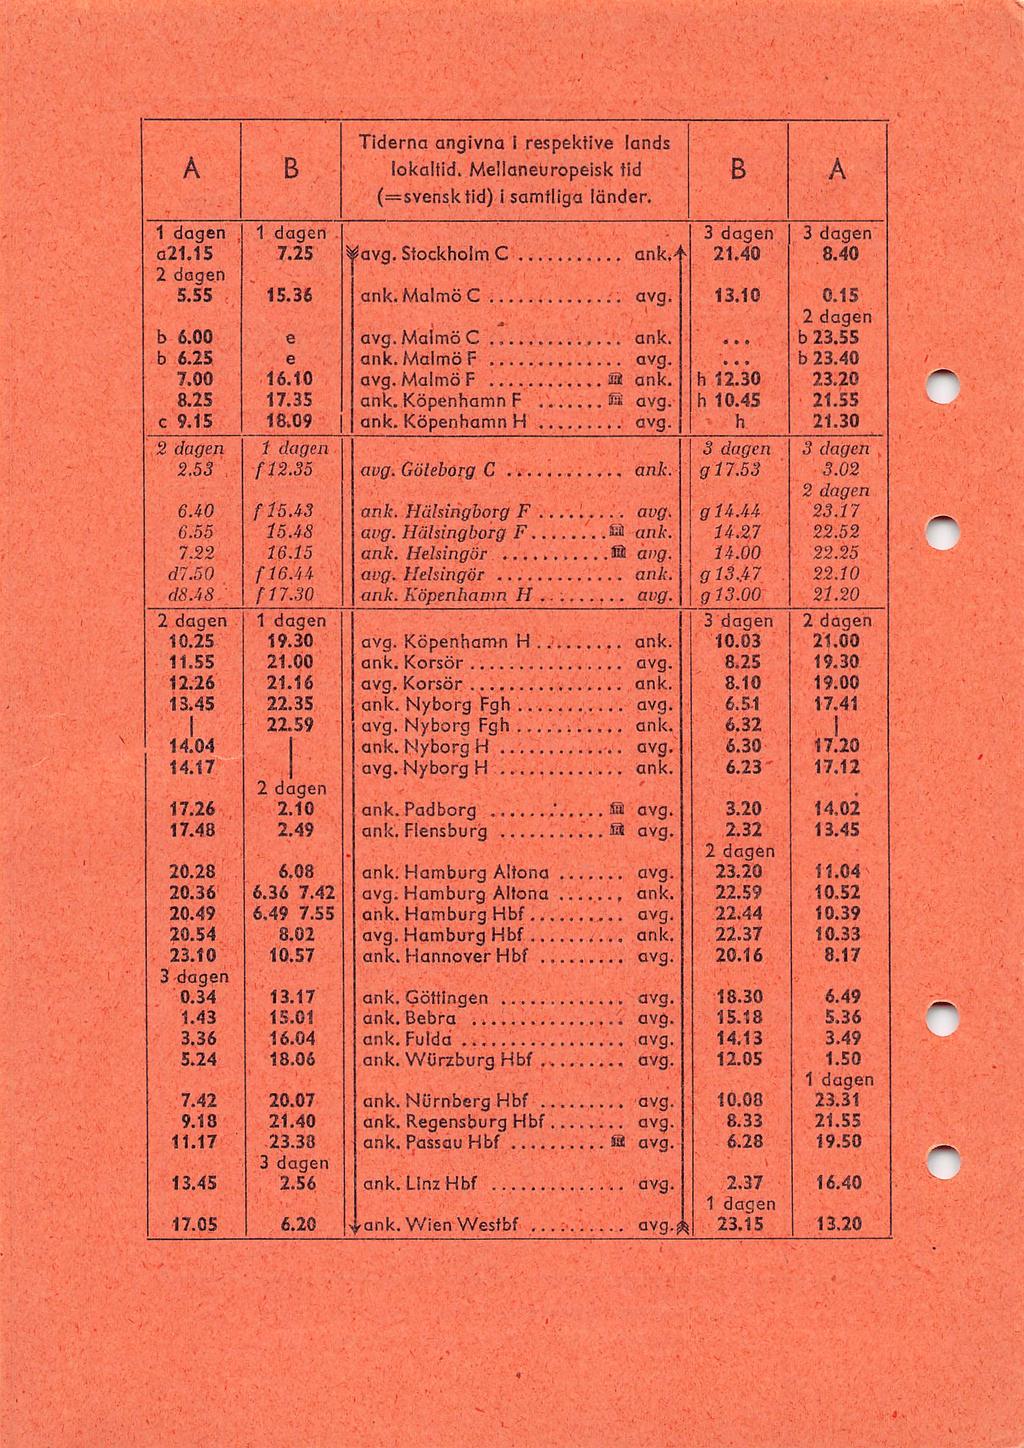 A B Tiderna angivna i respektive lands lokaltid. Mellaneuropeisk tid (=svensk tid) i samtliga länder. B A
1 dagen 1 dagen 3 dagen 3 dagen
a21.15 7.25 avg. Stockholm C ........... ank. 21.40 8.40
2 dagen
5.55 15.36 ank. Malmö C ............. avg. 13.10 0.15
2 dagen
b 6.00 e avg. Malmö C ............. ank. ... b 23.55
b 6.25 e ank. Malmö F ............. avg. ... b 23.40
7.00 16.10 avg. Malmö F ........... ank. h 12.30 23.20
8.25 17.35 ank. Köpenhamn F ....... avg. h 10.45 21.55
c 9.15 18.09 ank. Köpenhamn H ......... avg. h 21.30
2 dagen 1 dagen 3 dagen 3 dagen
2.53 f12.35 avg. Göteborg C ............ ank. g17.53 3.02
2 dagen
6.40 f15.43 ank. Hälsingborg F ......... avg. g14.44 23.17
6.55 15.48 avg. Hälsingborg F........ ank. 14.27 22.52
7.22 16.15 ank. Helsingör ........... avg. 14.00 22.25
d7.50 f16.44 avg. Helsingör ............. ank. g13.47 22.10
d8.48 f17.30 ank. Köpenhamn H ......... avg. g13.00 21.20
2 dagen 1 dagen 3 dagen 2 dagen
10.25 19.30 avg. Köpenhamn H ......... ank. 10.03 21.00
11.55 21.00 ank. Korsör ............... avg. 8.25 19.30
12.26 21.16 avg. Korsör ............... ank. 8.10 19.00
13.45 22.35 ank. Nyborg Fgh ........... avg. 6.51 17.41
| 22.59 avg. Nyborg Fgh ........... ank. 6.32 |
14.04 | ank. Nyborg H ............ avg. 6.30 17.20
14.17 | avg. Nyborg H ............ ank. 6.23 17.12
2 dagen
17.26 2.10 ank. Padborg ........... avg. 3.20 14.02
17.48 2.49 ank. Flensburg .......... avg. 2.32 13.45
2 dagen
20.28 6.08 ank. Hamburg Altona ....... avg. 23.20 11.04
20.36 6.36 7.42 avg. Hamburg Altona ....... ank. 22.59 10.52
20.49 6.49 7.55 ank. Hamburg Hbf ......... avg. 22.44 10.39
20.54 8.02 avg. Hamburg Hbf ......... ank. 22.37 10.33
23.10 10.57 ank. Hannover Hbf ......... avg. 20.16 8.17
3 dagen
0.34 13.17 ank. Göttingen ............ avg. 18.30 6.49
1.43 15.01 ank. Bebra ............... avg. 15.18 5.36
3.36 16.04 ank. Fulda ................ avg. 14.13 3.49
5.24 18.06 ank. Würzburg Hbf ......... avg. 12.05 1.50
1 dagen
7.42 20.07 ank. Nürnberg Hbf ......... avg. 10.08 23.31
9.18 21.40 ank. Regensburg Hbf ........ avg. 8.33 21.55
11.17 23.38 ank. Passau Hbf .......... avg. 6.28 19.50
3 dagen
13.45 2.56 ank. Linz Hbf ............. avg. 2.37 16.40
1 dagen
17.05 6.20 ank. Wien Westbf .......... avg. 23.15 13.20